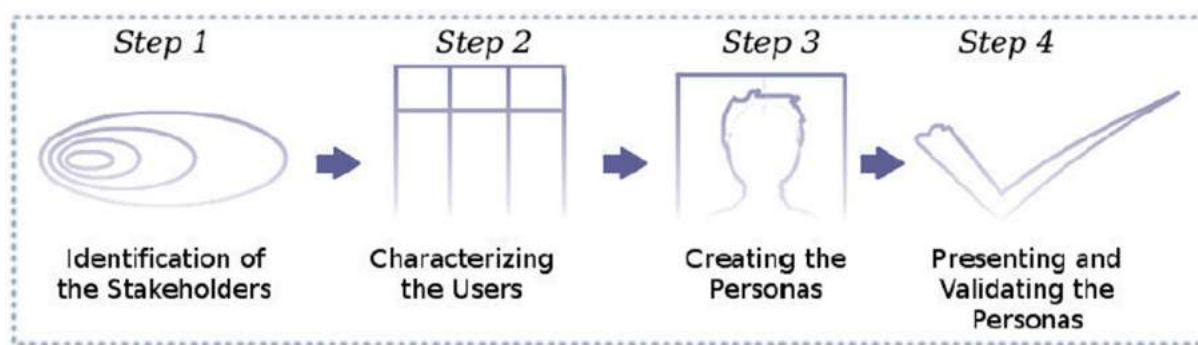 Step 1
Step 2
Step 3
Step 4
Identification of
the Stakeholders
Characterizing
the Users
Creating the
Personas
Presenting and
Validating the
Personas